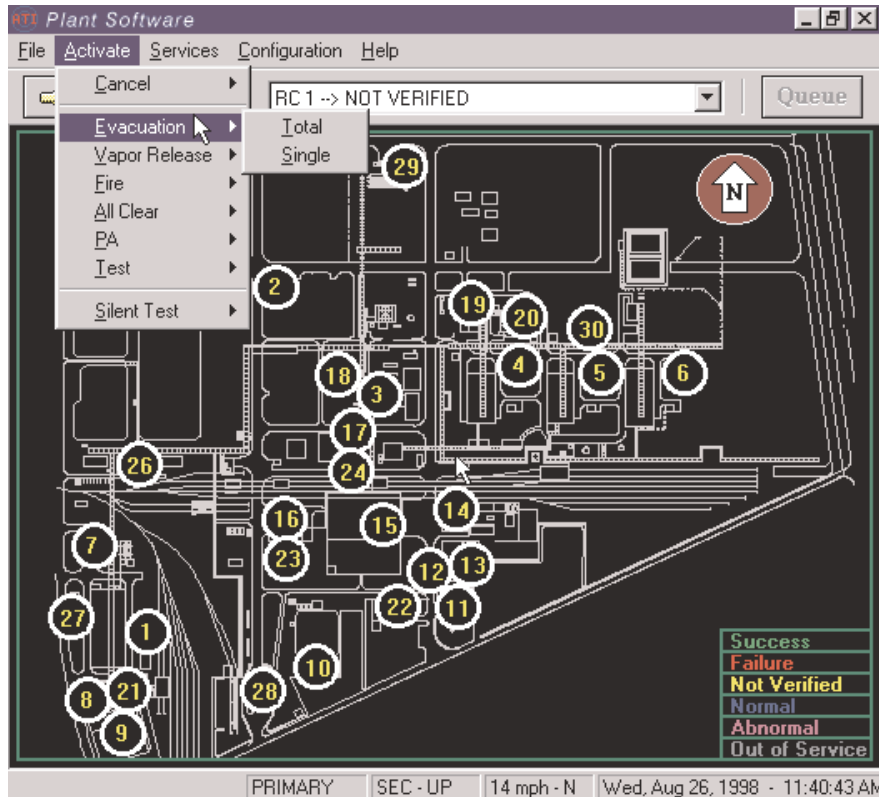 ATI Plant Software
File Activate Services Configuration Help
Cancel
RC 1 --> NOT VERIFIED
Queue
Evacuation
Total
Vapor Release
Single
Fire
All Clear
PA
Test
Silent Test
29
N
2
19
20
30
18
3
4
5
6
17
26
24
16
15
14
7
23
12
13
27
22
11
1
10
8
21
28
9
Success
Failure
Not Verified
Normal
Abnormal
Out of Service
PRIMARY SEC - UP 14 mph - N Wed, Aug 26, 1998 - 11:40:43 AM